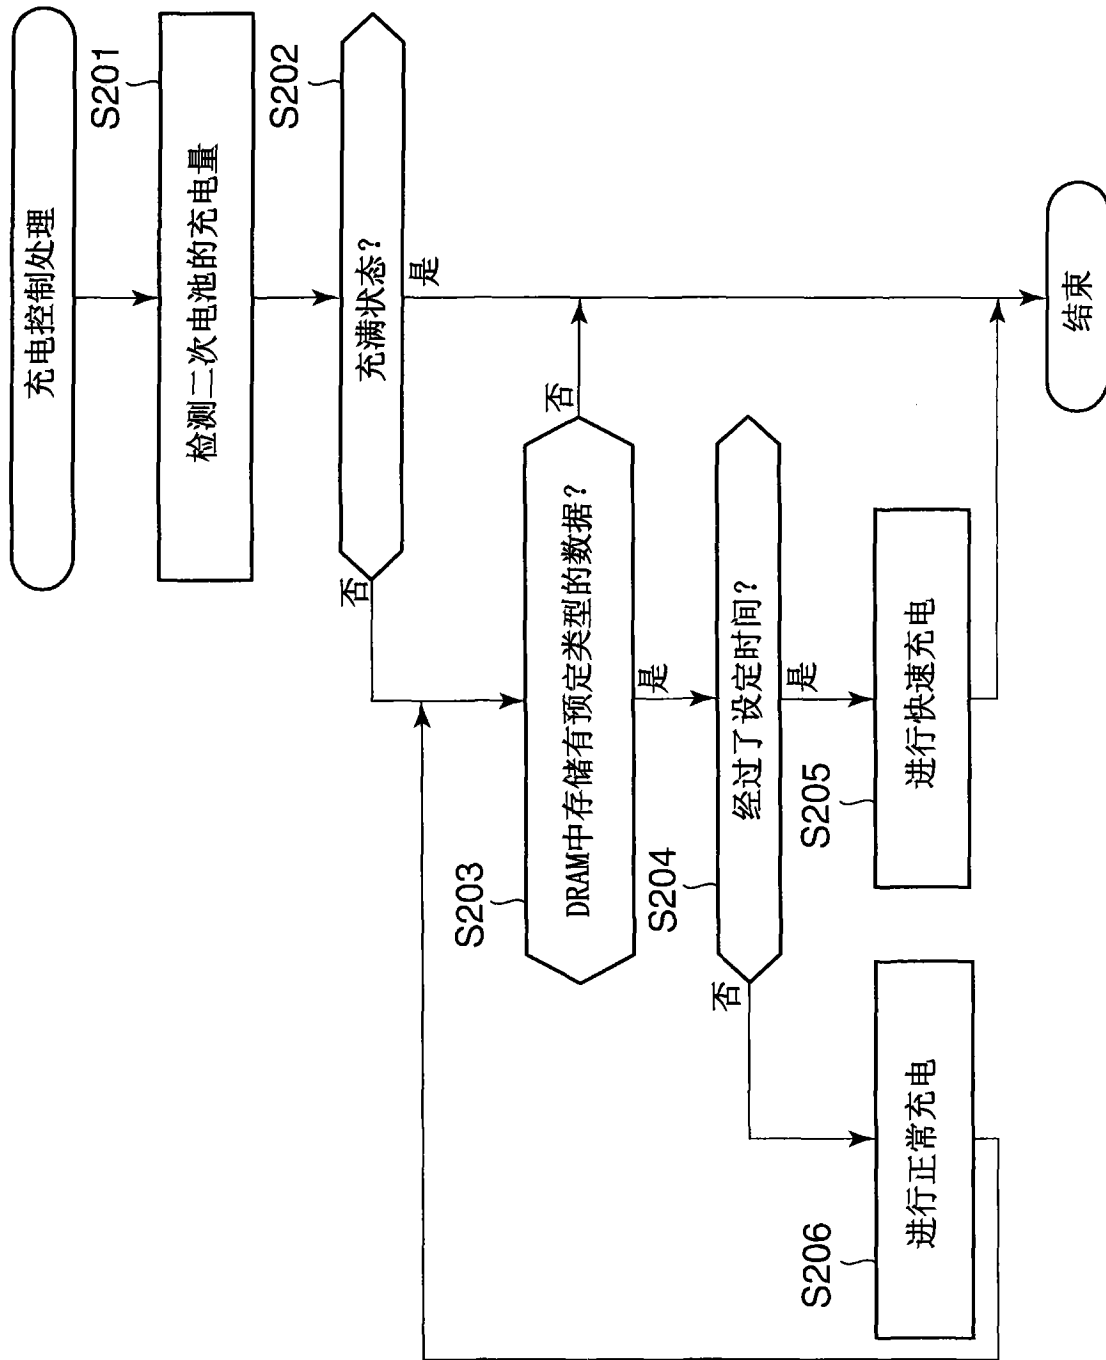 充电控制处理
S201
检测二次电池的充电量
S202
充满状态?
是
否
S203
DRAM中存储有预定类型的数据?
否
是
S204
经过了设定时间?
否
是
S205
进行快速充电
S206
进行正常充电
结束